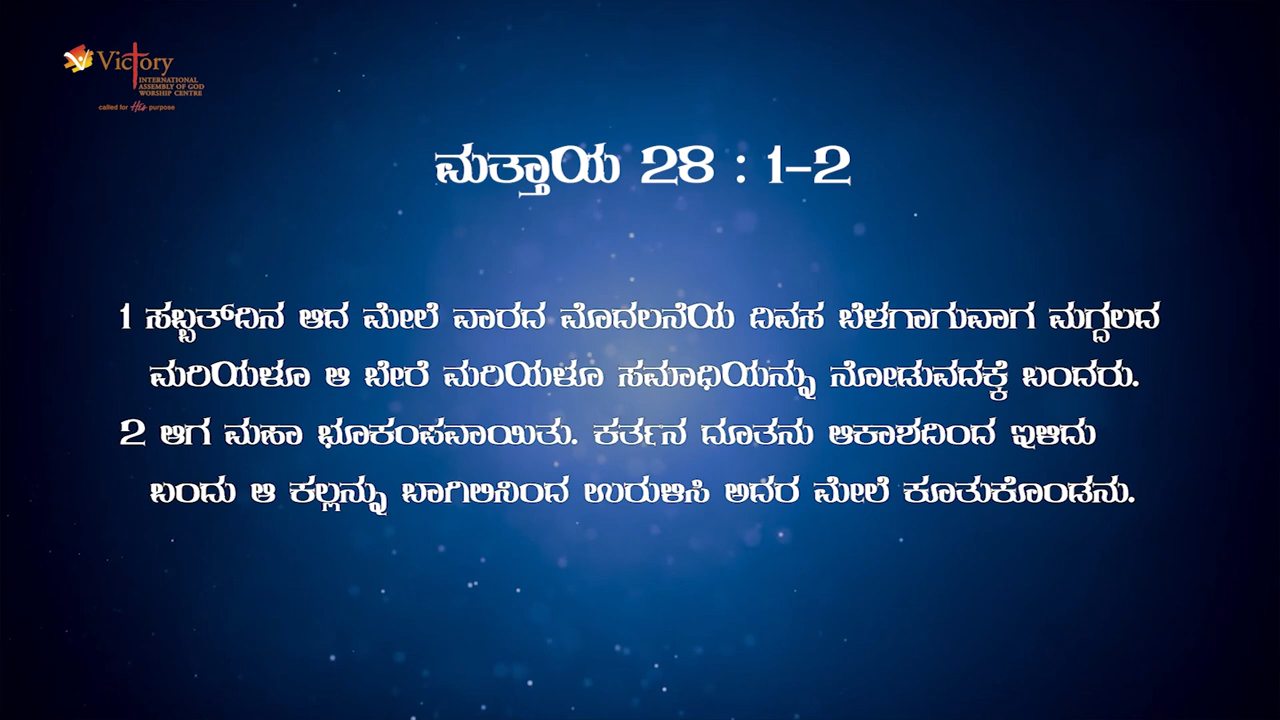 Victory
INTERNATIONAL
ASSEMBLY OF GOD
WORSHIP CENTRE
called for His purpose
ಮತ್ತಾಯ 28 : 1-2
1 ಸಬ್ಬತ್‌ದಿನ ಆದ ಮೇಲೆ ವಾರದ ಮೊದಲನೆಯ ದಿವಸ ಬೆಳಗಾಗುವಾಗ ಮಗ್ದಲದ
ಮರಿಯಳೂ ಆ ಬೇರೆ ಮರಿಯಳೂ ಸಮಾಧಿಯನ್ನು ನೋಡುವದಕ್ಕೆ ಬಂದರು.
2 ಆಗ ಮಹಾ ಭೂಕಂಪವಾಯಿತು. ಕರ್ತನ ದೂತನು ಆಕಾಶದಿಂದ ಇಳಿದು
ಬಂದು ಆ ಕಲ್ಲನ್ನು ಬಾಗಿಲಿನಿಂದ ಉರುಳಿಸಿ ಅದರ ಮೇಲೆ ಕೂತುಕೊಂಡನು.